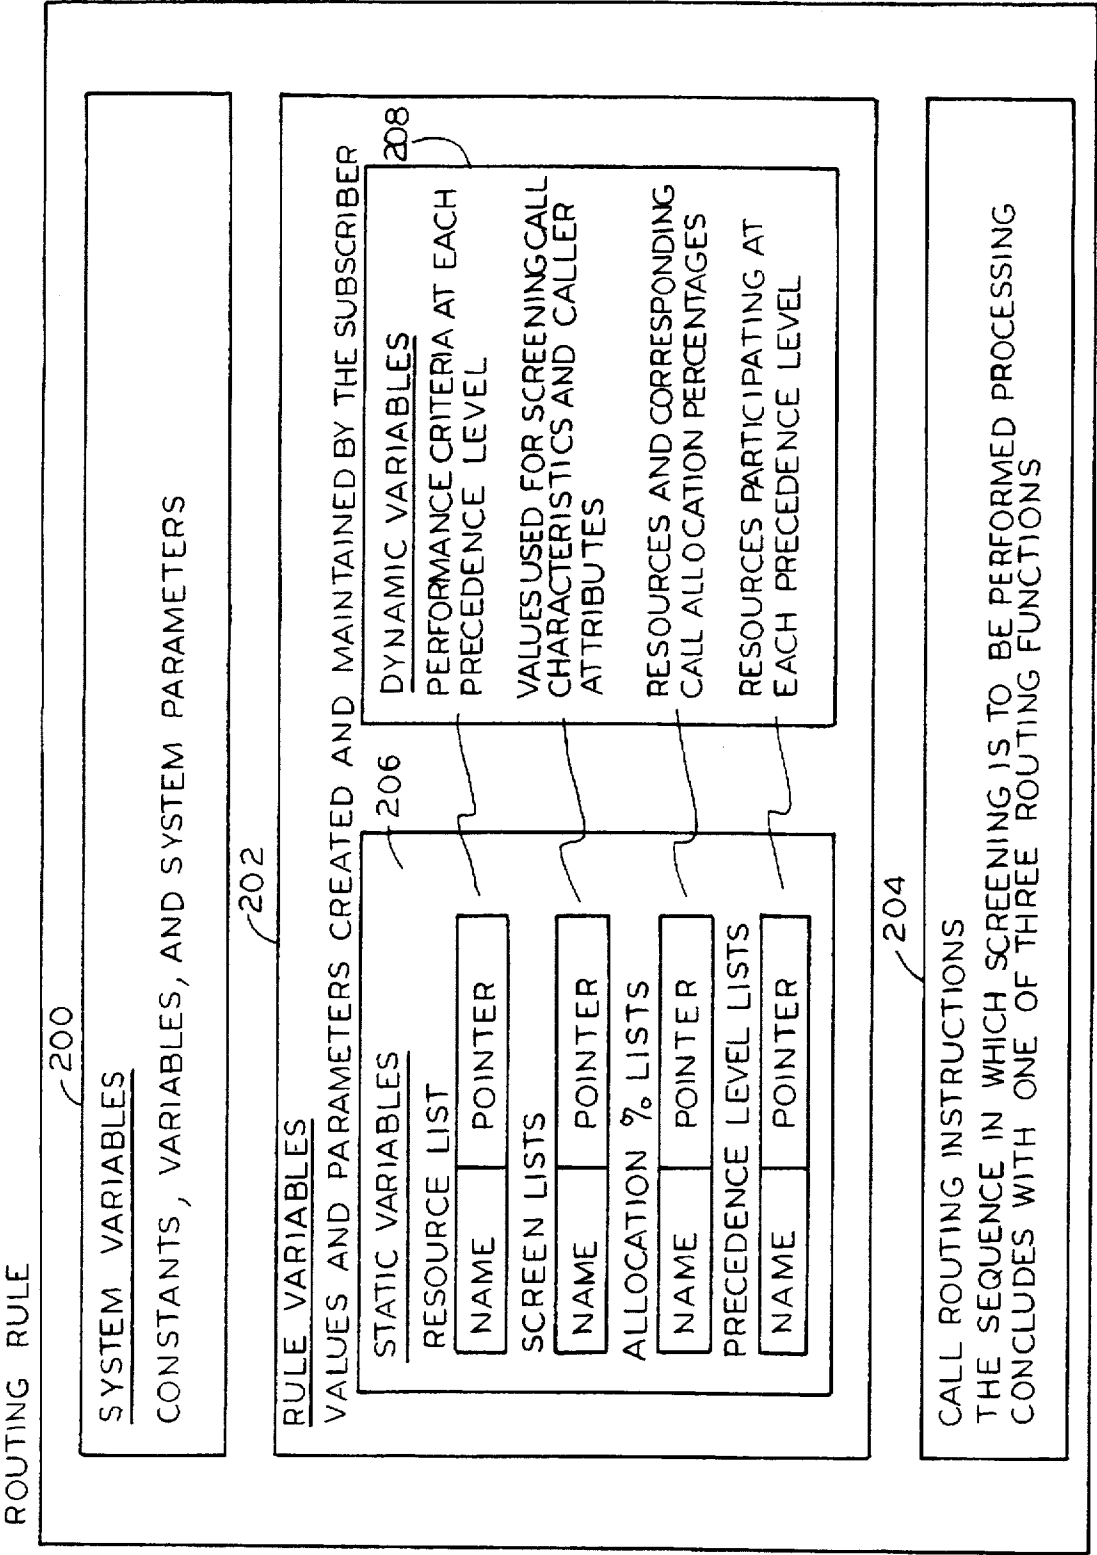 ROUTING RULE
200
SYSTEM VARIABLES
CONSTANTS, VARIABLES, AND SYSTEM PARAMETERS
202
RULE VARIABLES
VALUES AND PARAMETERS CREATED AND MAINTAINED BY THE SUBSCRIBER
206
STATIC VARIABLES
RESOURCE LIST
NAME POINTER
SCREEN LISTS
NAME POINTER
ALLOCATION % LISTS
NAME POINTER
PRECEDENCE LEVEL LISTS
NAME POINTER
208
DYNAMIC VARIABLES
PERFORMANCE CRITERIA AT EACH
PRECEDENCE LEVEL
VALUES USED FOR SCREENING CALL
CHARACTERISTICS AND CALLER
ATTRIBUTES
RESOURCES AND CORRESPONDING
CALL ALLOCATION PERCENTAGES
RESOURCES PARTICIPATING AT
EACH PRECEDENCE LEVEL
204
CALL ROUTING INSTRUCTIONS
THE SEQUENCE IN WHICH SCREENING IS TO BE PERFORMED PROCESSING
CONCLUDES WITH ONE OF THREE ROUTING FUNCTIONS